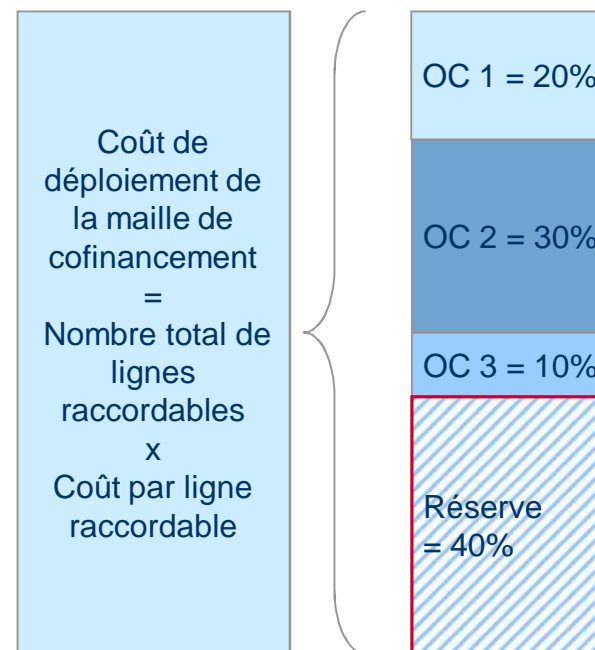 Coût de
déploiement de
la maille de
cofinancement
=
Nombre total de
lignes
raccordables
x
Coût par ligne
raccordable
OC 1 = 20%
OC 2 = 30%
OC 3 = 10%
Réserve
= 40%